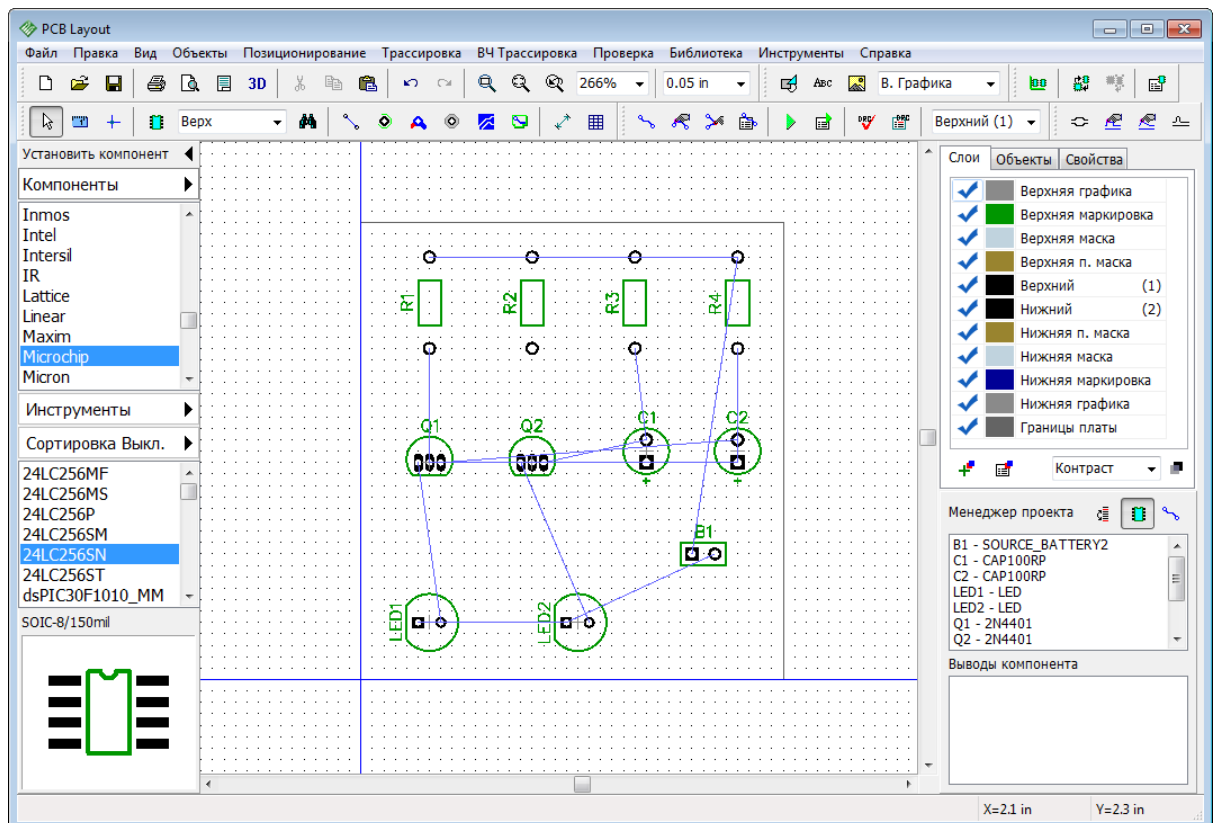 PCB Layout
Файл Правка Вид Объекты Позиционирование Трассировка ВЧ Трассировка Проверка Библиотека Инструменты Справка
3D 266% 0.05 in ABC В. Графика
Верх DRC DRC Верхний (1)
Установить компонент
Компоненты
Inmos
Intel
Intersil
IR
Lattice
Linear
Maxim
Microchip
Micron
Инструменты
Сортировка Выкл.
24LC256MF
24LC256MS
24LC256P
24LC256SM
24LC256SN
24LC256ST
dsPIC30F1010_MM
SOIC-8/150mil
R1 R2 R3 R4
Q1 Q2 C1 C2
+ +
B1
LED1 LED2
Слои Объекты Свойства
Верхняя графика
Верхняя маркировка
Верхняя маска
Верхняя п. маска
Верхний (1)
Нижний (2)
Нижняя п. маска
Нижняя маска
Нижняя маркировка
Нижняя графика
Границы платы
Контраст
Менеджер проекта
B1 - SOURCE_BATTERY2
C1 - CAP100RP
C2 - CAP100RP
LED1 - LED
LED2 - LED
Q1 - 2N4401
Q2 - 2N4401
Выводы компонента
X=2.1 in Y=2.3 in